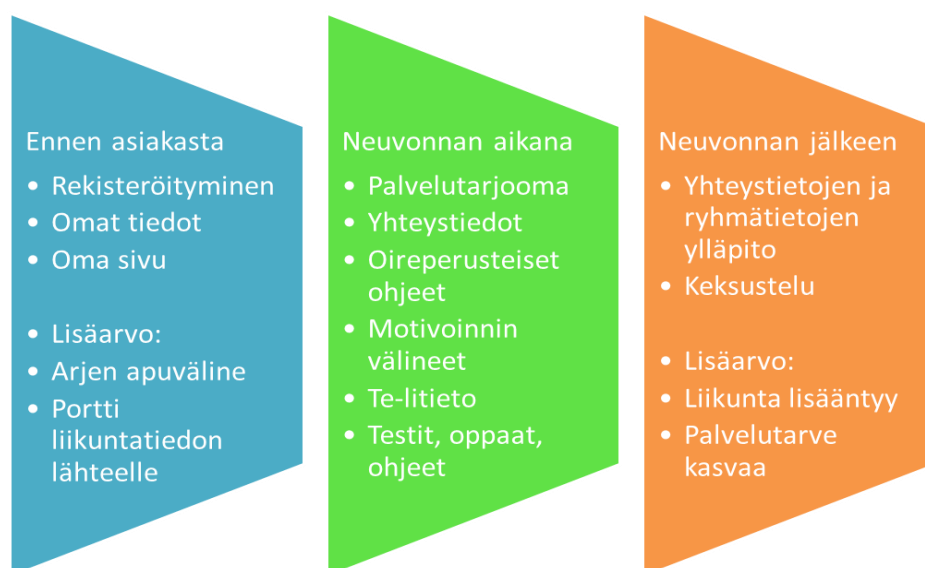 Ennen asiakasta
• Rekisteröityminen
• Omat tiedot
• Oma sivu
• Lisäarvo:
• Arjen apuväline
• Portti
liikuntatiedon
lähteelle
Neuvonnan aikana
• Palvelutarjooma
• Yhteystiedot
• Oireperusteiset
ohjeet
• Motivoinnin
välineet
• Te-litieto
• Testit, oppaat,
ohjeet
Neuvonnan jälkeen
• Yhteystietojen ja
ryhmätietojen
ylläpito
• Keksustelu
• Lisäarvo:
• Liikunta lisääntyy
• Palvelutarve
kasvaa